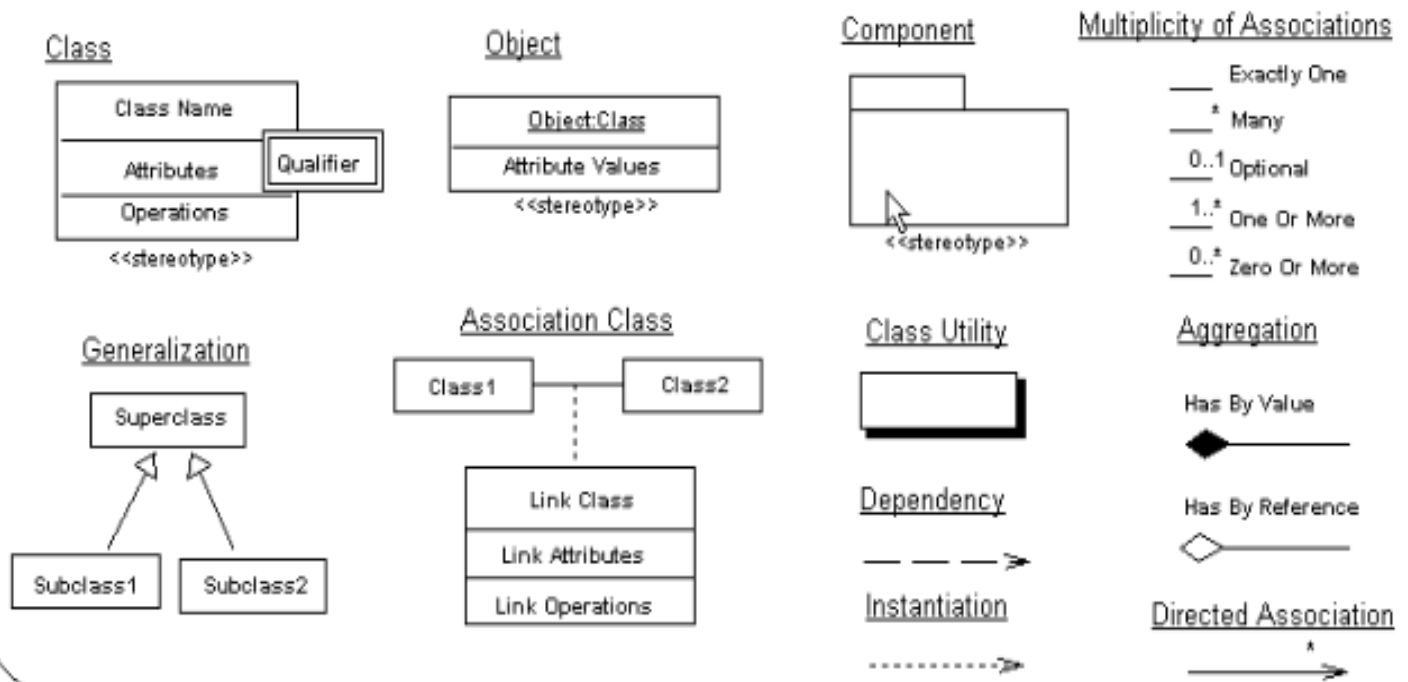 Class
Class Name
Attributes
Qualifier
Operations
<<stereotype>>
Object
Object:Class
Attribute Values
<<stereotype>>
Component
<<stereotype>>
Multiplicity of Associations
Exactly One
* Many
0..1 Optional
1..* One Or More
0..* Zero Or More
Generalization
Superclass
Subclass1
Subclass2
Association Class
Class1
Class2
Link Class
Link Attributes
Link Operations
Class Utility
Dependency
Instantiation
Aggregation
Has By Value
Has By Reference
Directed Association
*